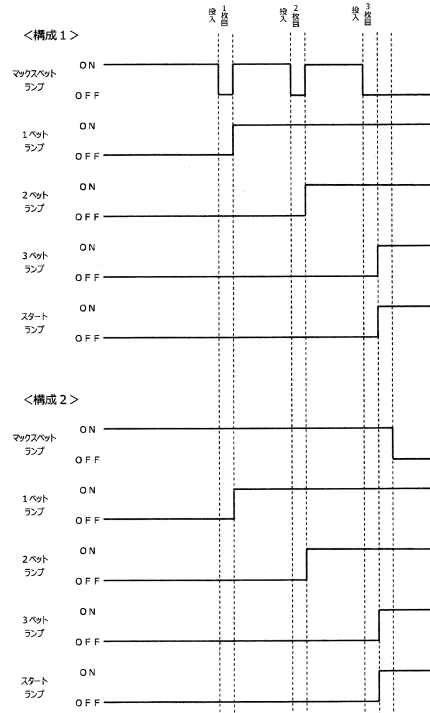 1枚目
投入
2枚目
投入
3枚目
投入
＜構成１＞
マックスベット
ランプ
ON
OFF
1ベット
ランプ
ON
OFF
2ベット
ランプ
ON
OFF
3ベット
ランプ
ON
OFF
スタート
ランプ
ON
OFF
＜構成２＞
マックスベット
ランプ
ON
OFF
1ベット
ランプ
ON
OFF
2ベット
ランプ
ON
OFF
3ベット
ランプ
ON
OFF
スタート
ランプ
ON
OFF